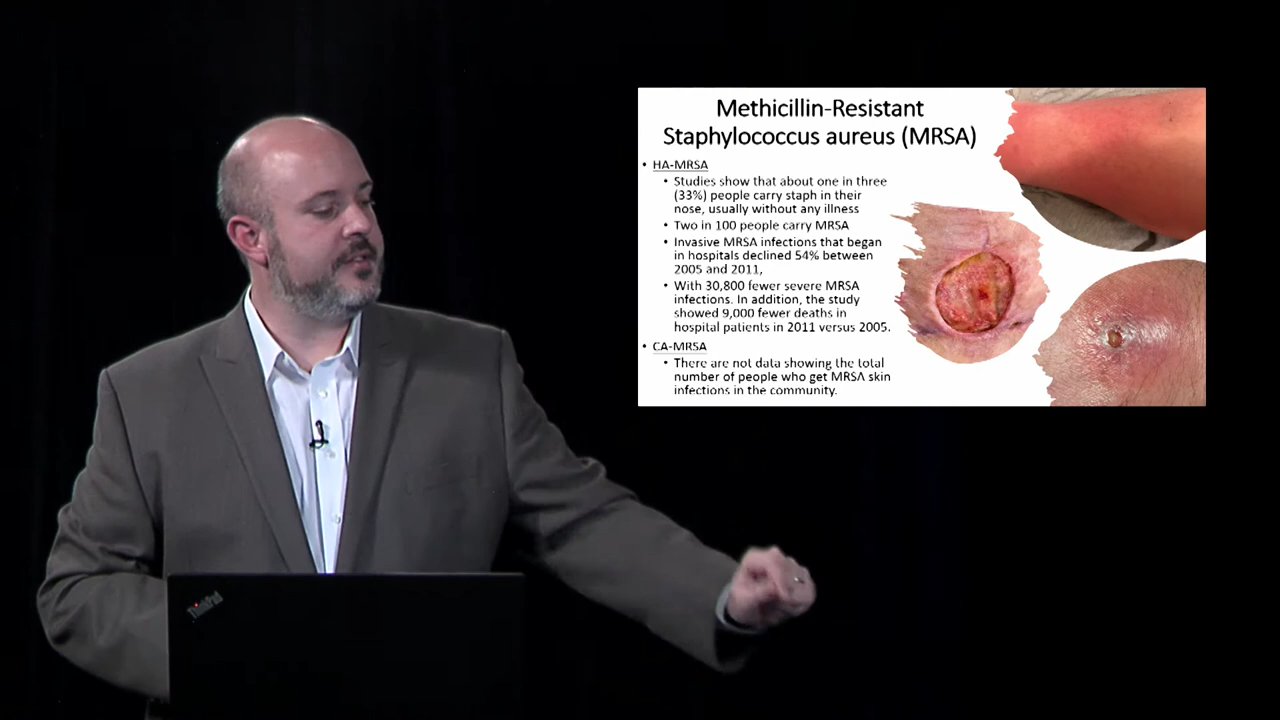 Methicillin-Resistant
Staphylococcus aureus (MRSA)
• HA-MRSA
• Studies show that about one in three
(33%) people carry staph in their
nose, usually without any illness
• Two in 100 people carry MRSA
• Invasive MRSA infections that began
in hospitals declined 54% between
2005 and 2011,
• With 30,800 fewer severe MRSA
infections. In addition, the study
showed 9,000 fewer deaths in
hospital patients in 2011 versus 2005.
• CA-MRSA
• There are not data showing the total
number of people who get MRSA skin
infections in the community.
ThinkPad